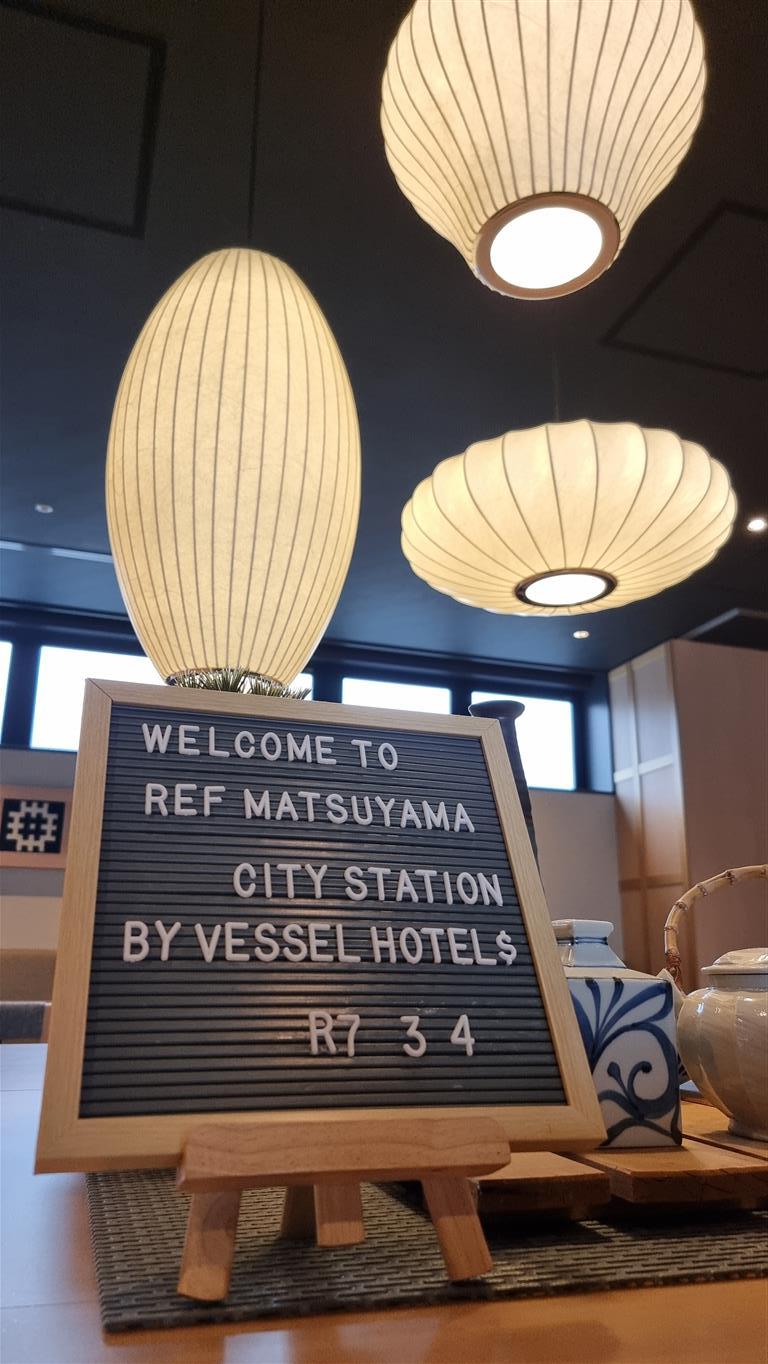 WELCOME TO
REF MATSUYAMA
CITY STATION
BY VESSEL HOTEL$
R7 3 4